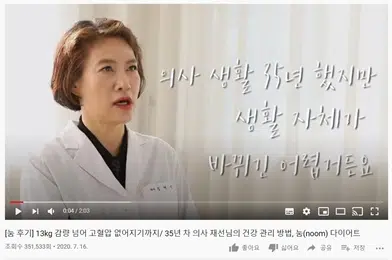 의사 생활 35년 했지만
생활 자체가
바뀌긴 어렵거든요
0:04 / 2:03
[눔 후기] 13kg 감량 넘어 고혈압 없어지기까지/ 35년 차 의사 재선님의 건강 관리 방법, 눔(noom) 다이어트
조회수 351,533회 • 2020. 7. 16.
좋아요 싫어요 공유